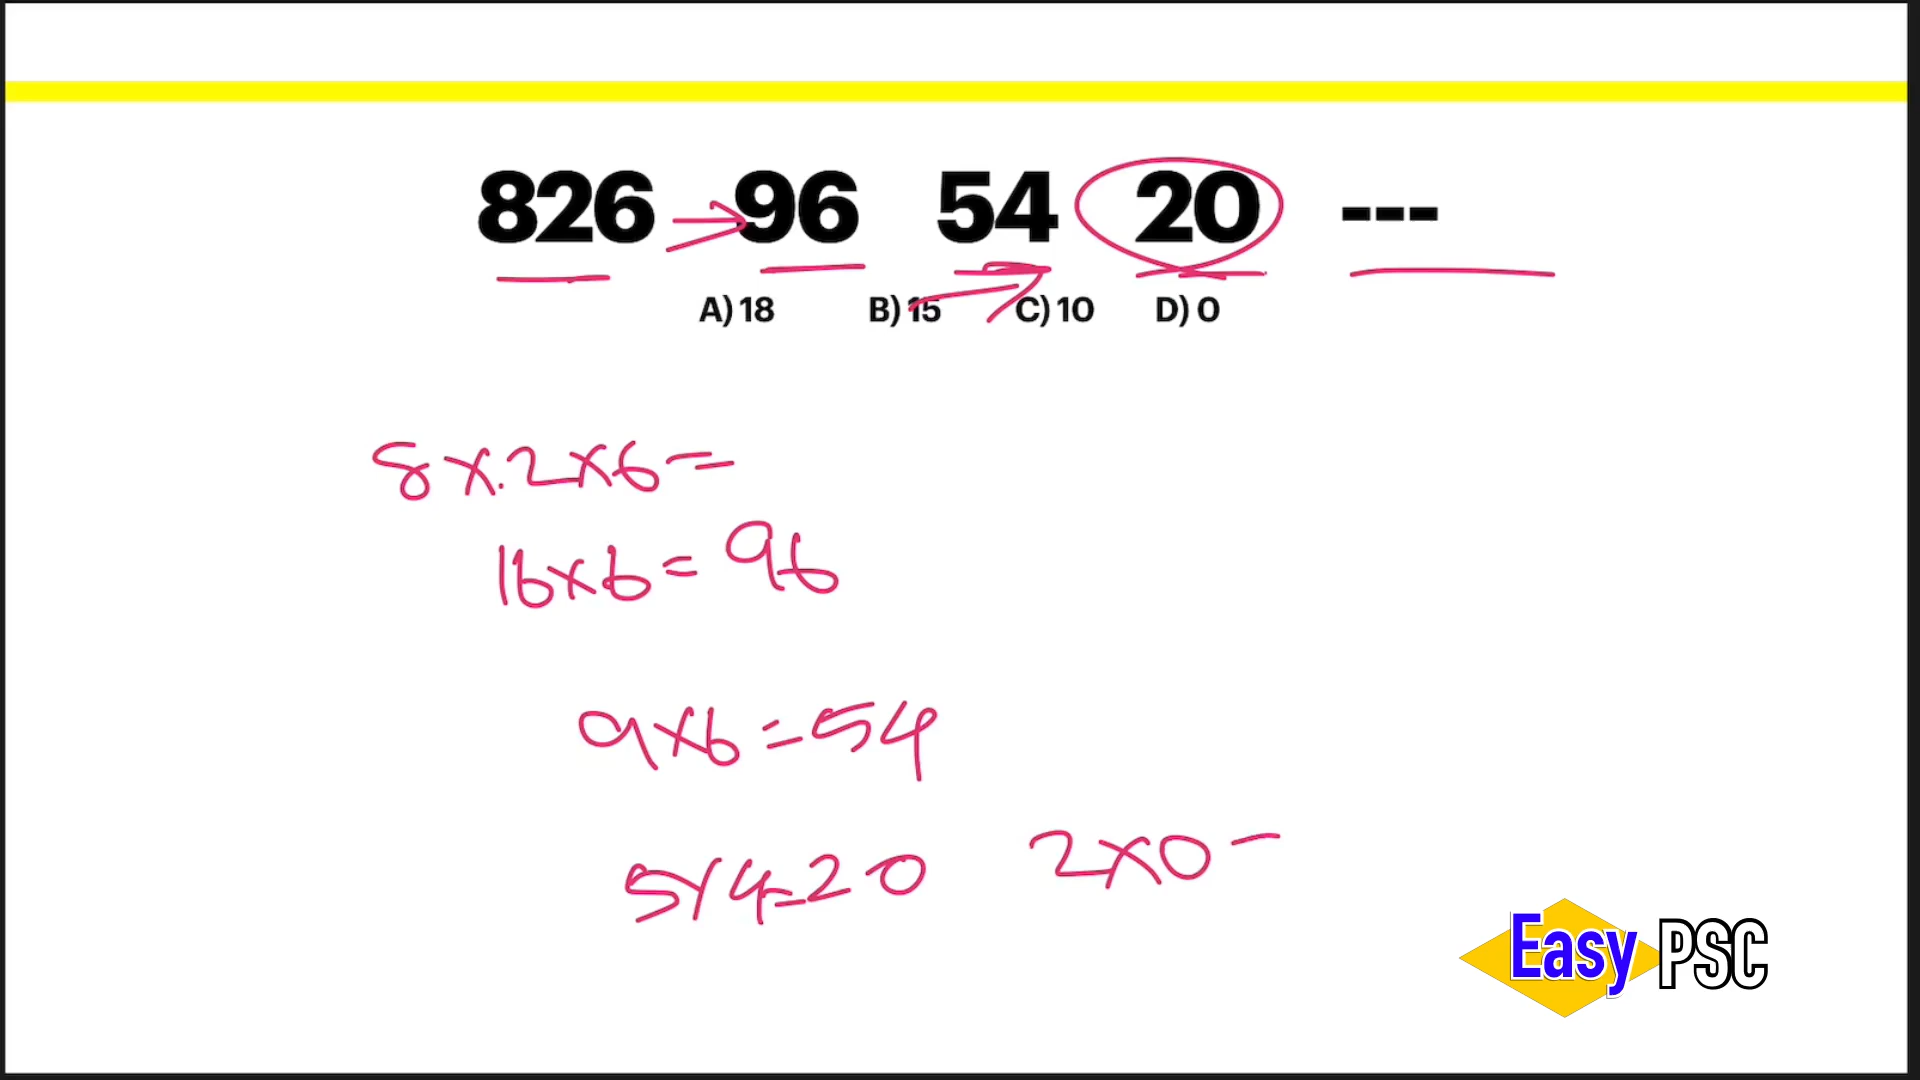 826 96 54 20 ---
A) 18 B) 15 C) 10 D) 0
8 x 2 x 6 =
16 x 6 = 96
9 x 6 = 54
5 x 4 = 20 2 x 0 -
Easy PSC